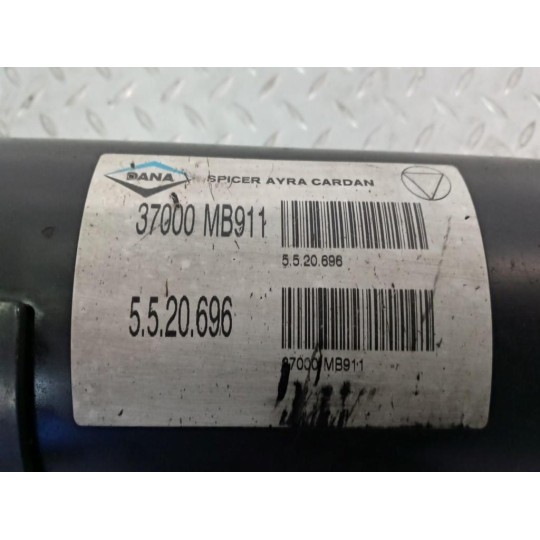 DANA SPICER AYRA CARDAN
37000 MB911
5.5.20.696
5.5.20.696
37000 MB911